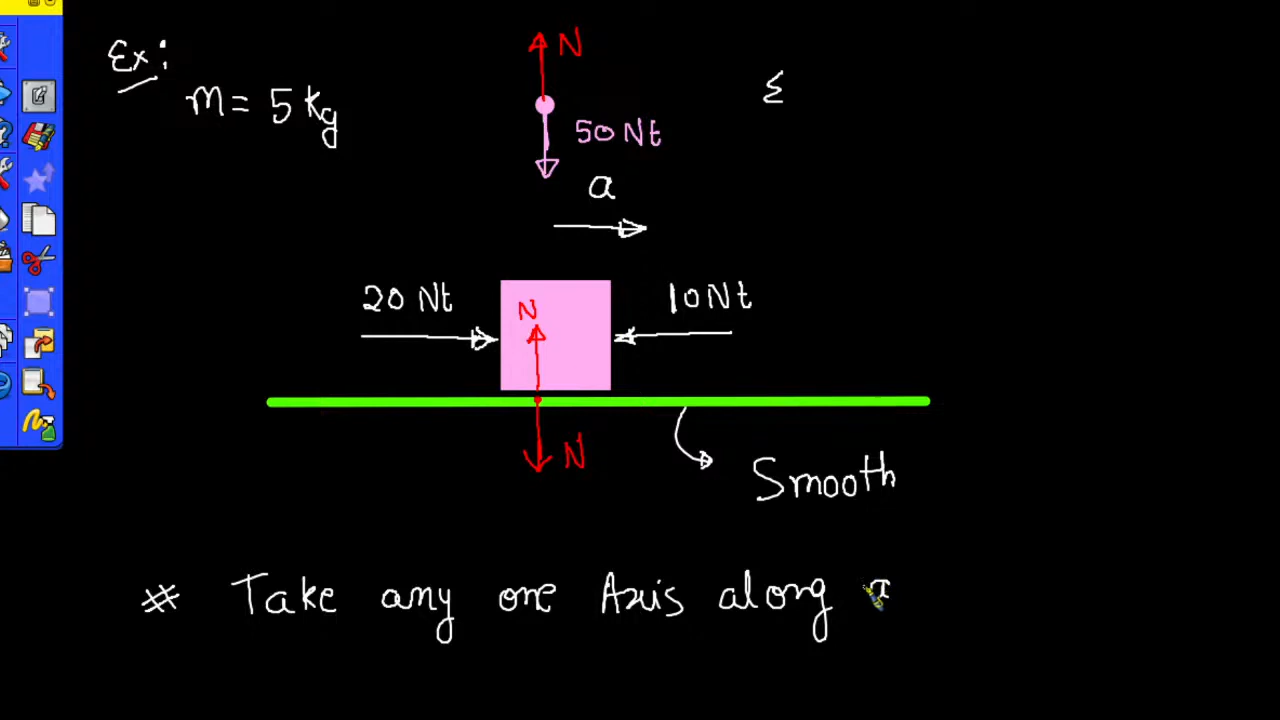 Ex:
m = 5 kg
N
50 Nt
Σ
a
20 Nt
N
10 Nt
N
Smooth
* Take any one Axis along a